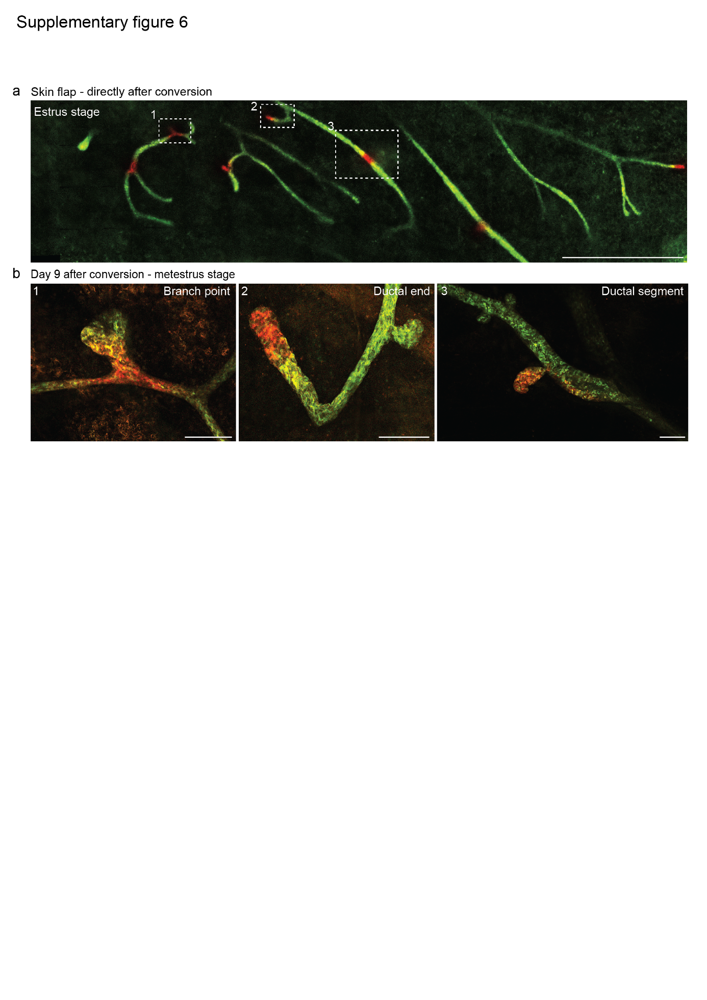 Supplementary figure 6
a Skin flap - directly after conversion
Estrus stage
1
2
3
b Day 9 after conversion - metestrus stage
1 Branch point
2 Ductal end
3 Ductal segment